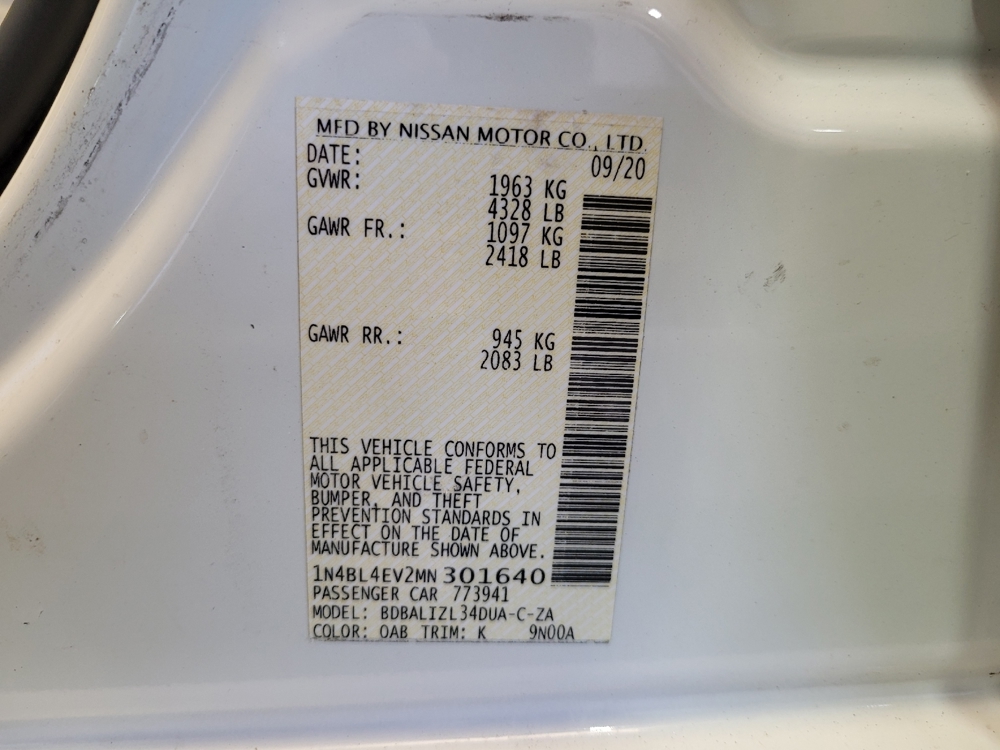 MFD BY NISSAN MOTOR CO., LTD.
DATE: 09/20
GVWR: 1963 KG
4328 LB
GAWR FR.: 1097 KG
2418 LB
GAWR RR.: 945 KG
2083 LB
THIS VEHICLE CONFORMS TO
ALL APPLICABLE FEDERAL
MOTOR VEHICLE SAFETY,
BUMPER, AND THEFT
PREVENTION STANDARDS IN
EFFECT ON THE DATE OF
MANUFACTURE SHOWN ABOVE.
1N4BL4EV2MN 301640
PASSENGER CAR 773941
MODEL: BDBALIZL34DUA-C-ZA
COLOR: OAB TRIM: K 9N00A